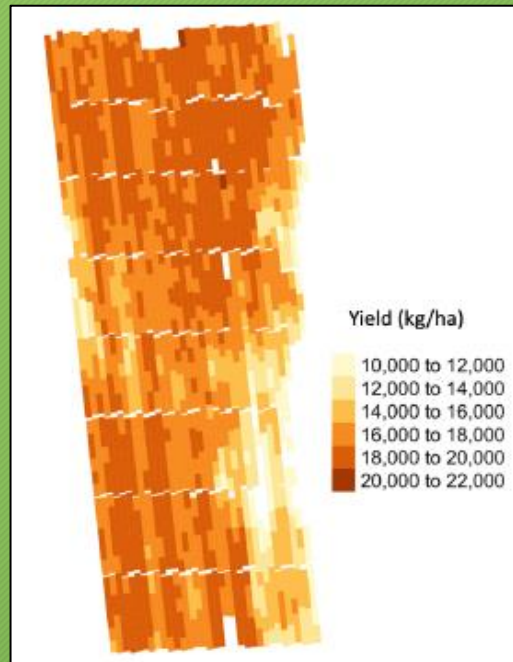 Yield (kg/ha)
10,000 to 12,000
12,000 to 14,000
14,000 to 16,000
16,000 to 18,000
18,000 to 20,000
20,000 to 22,000